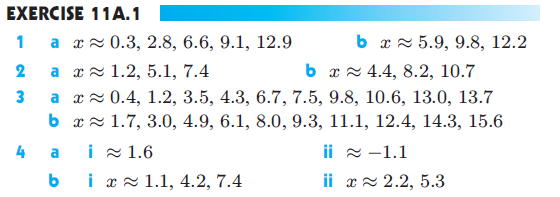 EXERCISE 11A.1
1 a x ≈ 0.3, 2.8, 6.6, 9.1, 12.9 b x ≈ 5.9, 9.8, 12.2
2 a x ≈ 1.2, 5.1, 7.4 b x ≈ 4.4, 8.2, 10.7
3 a x ≈ 0.4, 1.2, 3.5, 4.3, 6.7, 7.5, 9.8, 10.6, 13.0, 13.7
b x ≈ 1.7, 3.0, 4.9, 6.1, 8.0, 9.3, 11.1, 12.4, 14.3, 15.6
4 a i ≈ 1.6 ii ≈ −1.1
b i x ≈ 1.1, 4.2, 7.4 ii x ≈ 2.2, 5.3